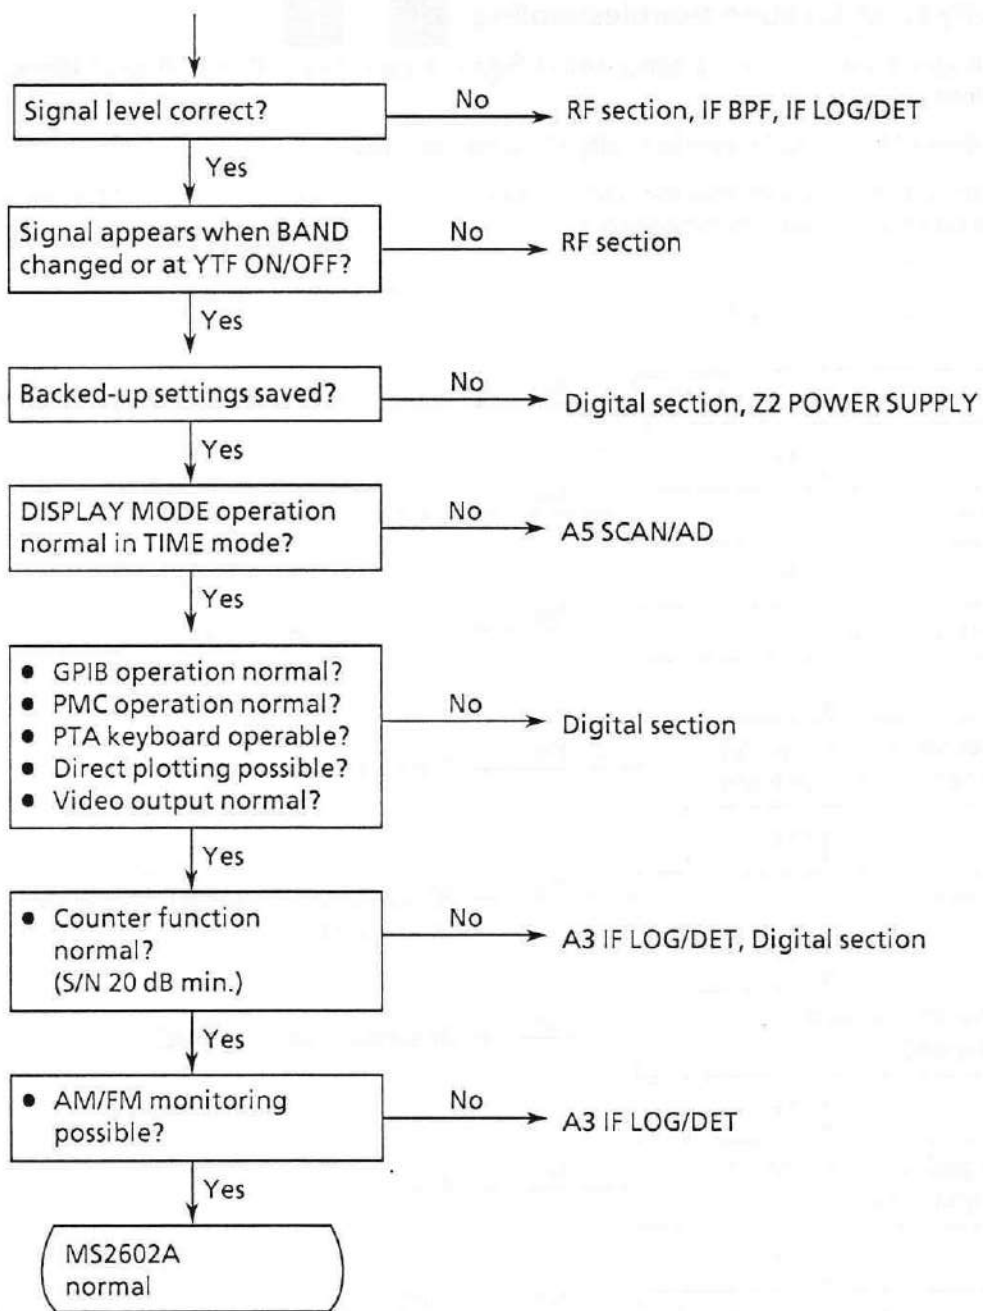 Signal level correct?
No
RF section, IF BPF, IF LOG/DET
Yes
Signal appears when BAND
changed or at YTF ON/OFF?
No
RF section
Yes
Backed-up settings saved?
No
Digital section, Z2 POWER SUPPLY
Yes
DISPLAY MODE operation
normal in TIME mode?
No
A5 SCAN/AD
Yes
● GPIB operation normal?
● PMC operation normal?
● PTA keyboard operable?
● Direct plotting possible?
● Video output normal?
No
Digital section
Yes
● Counter function
normal?
(S/N 20 dB min.)
No
A3 IF LOG/DET, Digital section
Yes
● AM/FM monitoring
possible?
No
A3 IF LOG/DET
Yes
MS2602A
normal